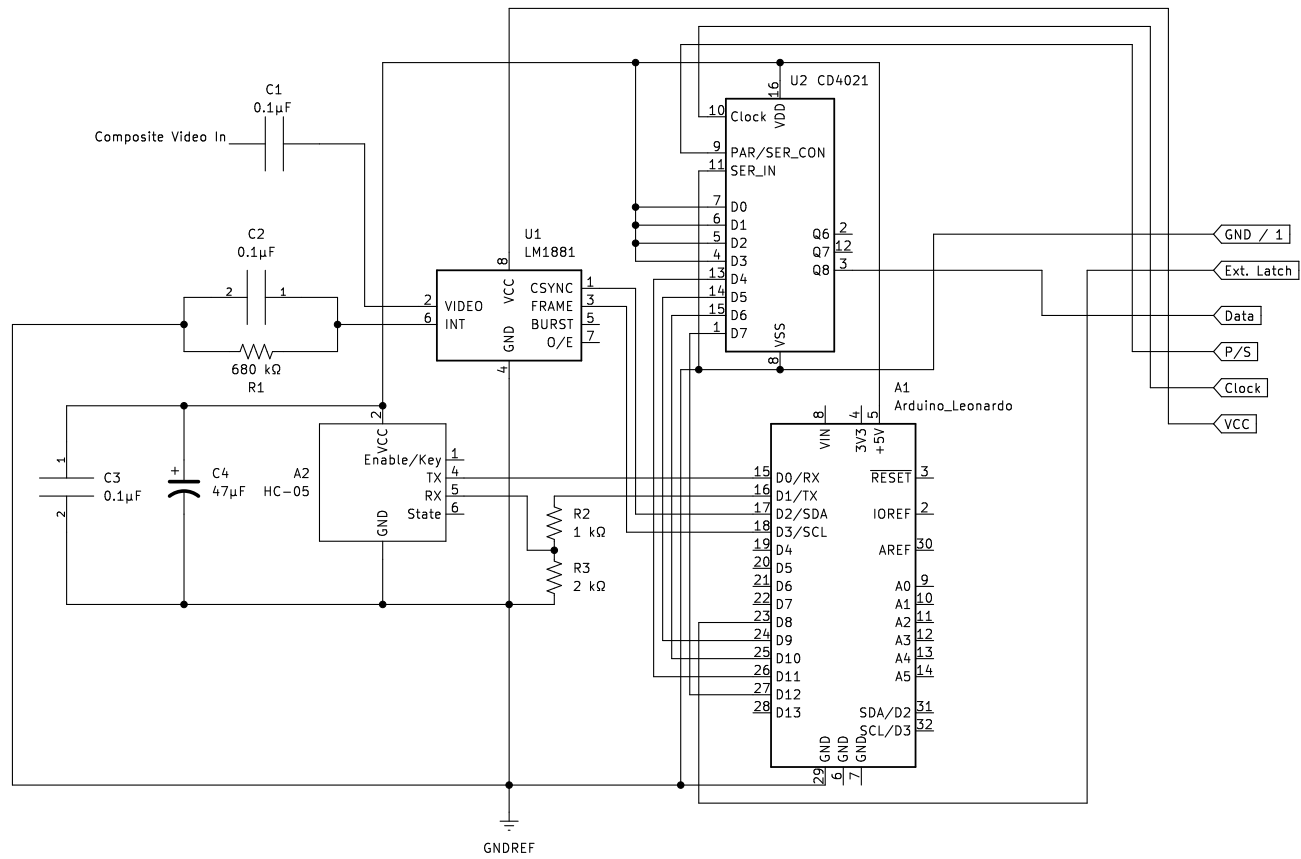 C1
0.1µF
Composite Video In
C2
0.1µF
2
1
680 kΩ
R1
U1
LM1881
8
VCC
2
VIDEO
6
INT
CSYNC
1
FRAME
3
BURST
5
O/E
7
GND
4
U2 CD4021
16
VDD
10
Clock
9
PAR/SER_CON
11
SER_IN
7
D0
6
D1
5
D2
4
D3
13
D4
14
D5
15
D6
1
D7
Q6
2
Q7
12
Q8
3
VSS
8
GND / 1
Ext. Latch
Data
P/S
Clock
VCC
1
C3
0.1µF
2
+
C4
47µF
A2
HC-05
2
VCC
Enable/Key
1
TX
4
RX
5
State
6
GND
R2
1 kΩ
R3
2 kΩ
A1
Arduino_Leonardo
8
VIN
4
3V3
5
+5V
15
D0/RX
16
D1/TX
17
D2/SDA
18
D3/SCL
19
D4
20
D5
21
D6
22
D7
23
D8
24
D9
25
D10
26
D11
27
D12
28
D13
RESET
3
IOREF
2
AREF
30
A0
9
A1
10
A2
11
A3
12
A4
13
A5
14
SDA/D2
31
SCL/D3
32
GND
29
GND
6
GND
7
GNDREF